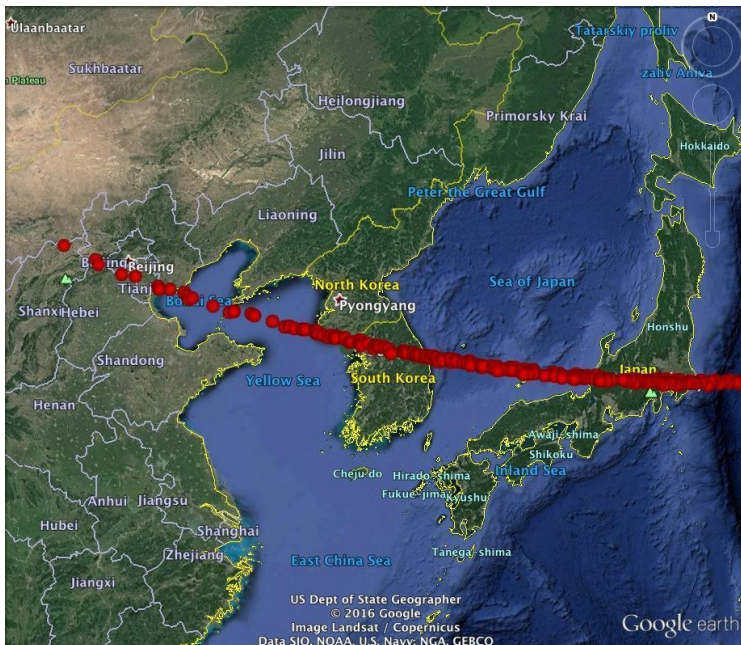 Ulaanbaatar
Tatarskiy proliv
N
Sukhbaatar
zaliv Aniva
Plateau
Heilongjiang
Primorsky Krai
Jilin
Hokkaido
Peter the Great Gulf
Liaoning
Beijing
Sea of Japan
North Korea
Pyongyang
Bohai Sea
Shanxi
Hebei
Honshu
Shandong
Japan
Yellow Sea
South Korea
Henan
Awaji-shima
Shikoku
Cheju do
Hirado-shima
Inland Sea
Fukue-jima
Kyushu
Anhui
Jiangsu
Hubei
Shanghai
Zhejiang
Tanega-shima
East China Sea
Jiangxi
US Dept of State Geographer
© 2016 Google
Image Landsat / Copernicus
Data SIO, NOAA, U.S. Navy, NGA, GEBCO
Google earth